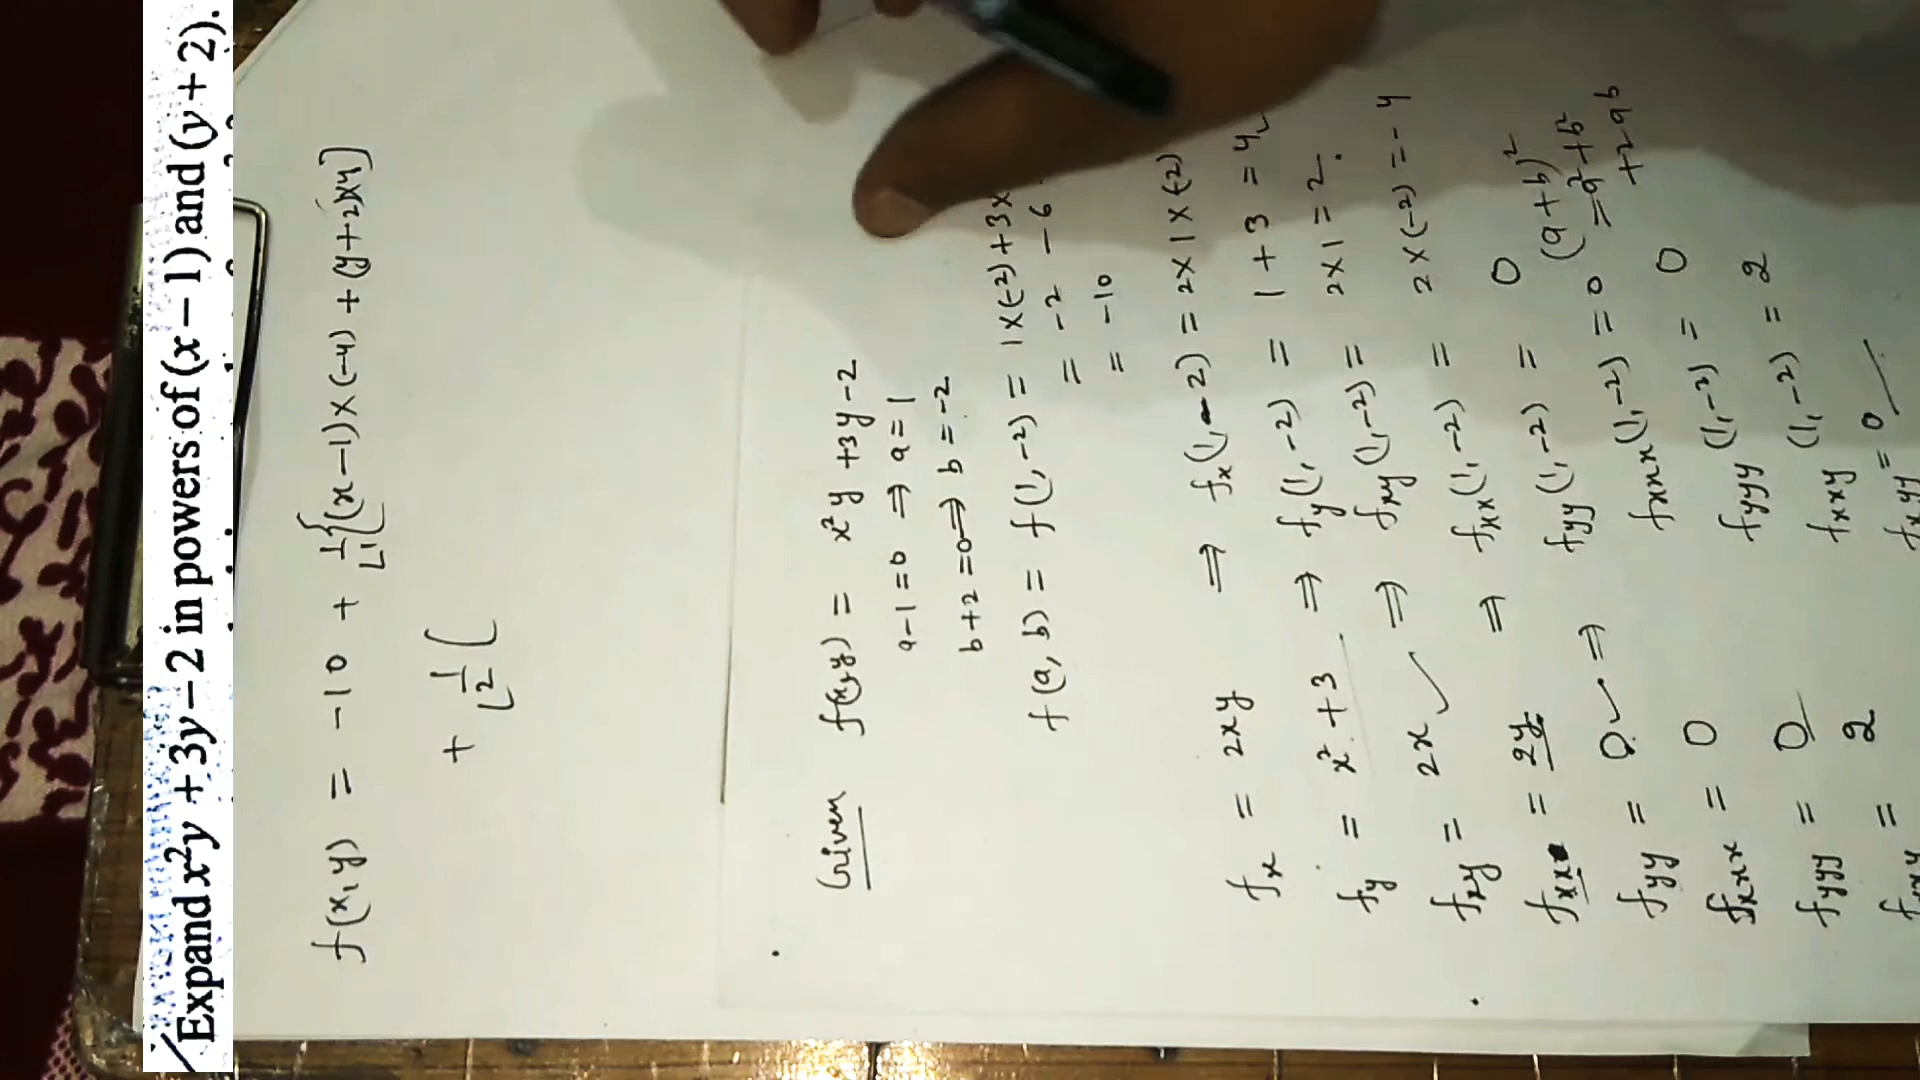 Expand x²y + 3y – 2 in powers of (x – 1) and (y + 2).
f(x, y) = -10 + 1/⌊1 {(x-1)×(-4) + (y+2)×4}
+ 1/⌊2 [
Given f(x, y) = x²y +3y -2
a-1=0 ⇒ a=1
b+2=0 ⇒ b=-2
f(a, b) = f(1,-2) = 1×(-2)+3×
= -2 -6
= -10
fx = 2xy ⇒ fx(1,-2) = 2×1×(-2)
fy = x²+3 ⇒ fy(1,-2) = 1+3 = 4
fxy = 2x ⇒ fxy(1,-2) = 2×1 = 2.
fxx = 2y ⇒ fxx(1,-2) = 2×(-2) = -4
fyy = 0 ⇒ fyy(1,-2) = 0
(a+b)²
= a²+b²
+2ab
fxxx = 0 fxxx(1,-2) = 0
fyyy = 0 fyyy(1,-2) = 0
= 2 fxxy(1,-2) = 2
fxyy = 0